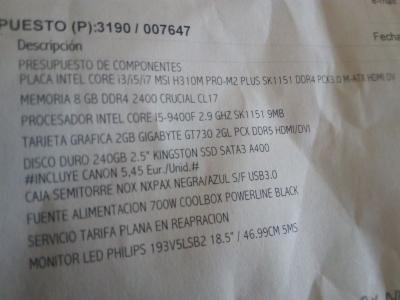 PUESTO (P):3190 / 007647
Fecha
Descripción
PRESUPUESTO DE COMPONENTES
PLACA INTEL CORE i3/i5/i7 MSI H310M PRO-M2 PLUS SK1151 DDR4 PCX3.0 M-ATX HDMI DV
MEMORIA 8 GB DDR4 2400 CRUCIAL CL17
PROCESADOR INTEL CORE I5-9400F 2.9 GHZ SK1151 9MB
TARJETA GRAFICA 2GB GIGABYTE GT730 2GL PCX DDR5 HDMI/DVI
DISCO DURO 240GB 2.5" KINGSTON SSD SATA3 A400
#INCLUYE CANON 5,45 Eur./Unid.#
CAJA SEMITORRE NOX NXPAX NEGRA/AZUL S/F USB3.0
FUENTE ALIMENTACION 700W COOLBOX POWERLINE BLACK
SERVICIO TARIFA PLANA EN REAPRACION
MONITOR LED PHILIPS 193V5LSB2 18.5" / 46.99CM 5MS